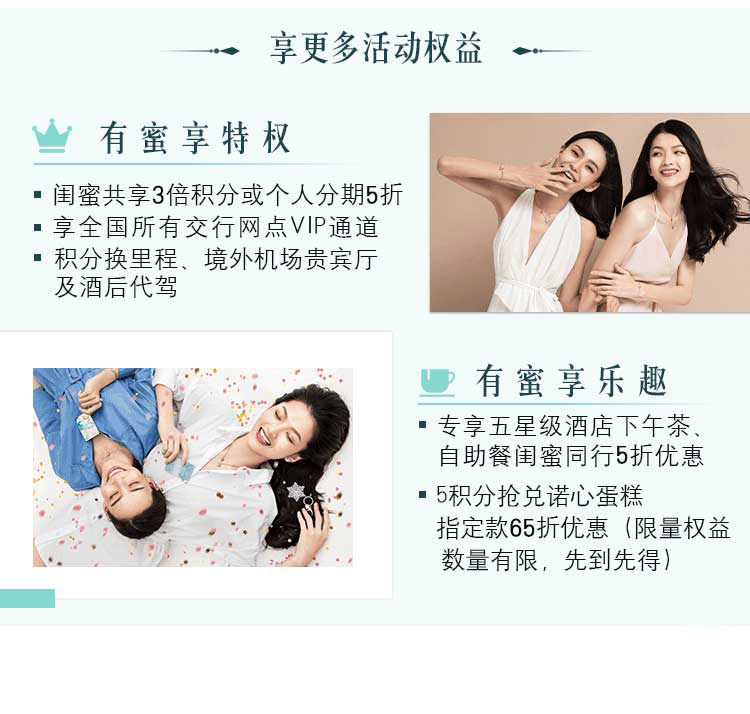 享更多活动权益
有蜜享特权
闺蜜共享3倍积分或个人分期5折
享全国所有交行网点VIP通道
积分换里程、境外机场贵宾厅
及酒后代驾
有蜜享乐趣
专享五星级酒店下午茶、
自助餐闺蜜同行5折优惠
5积分抢兑诺心蛋糕
指定款65折优惠（限量权益
数量有限，先到先得）